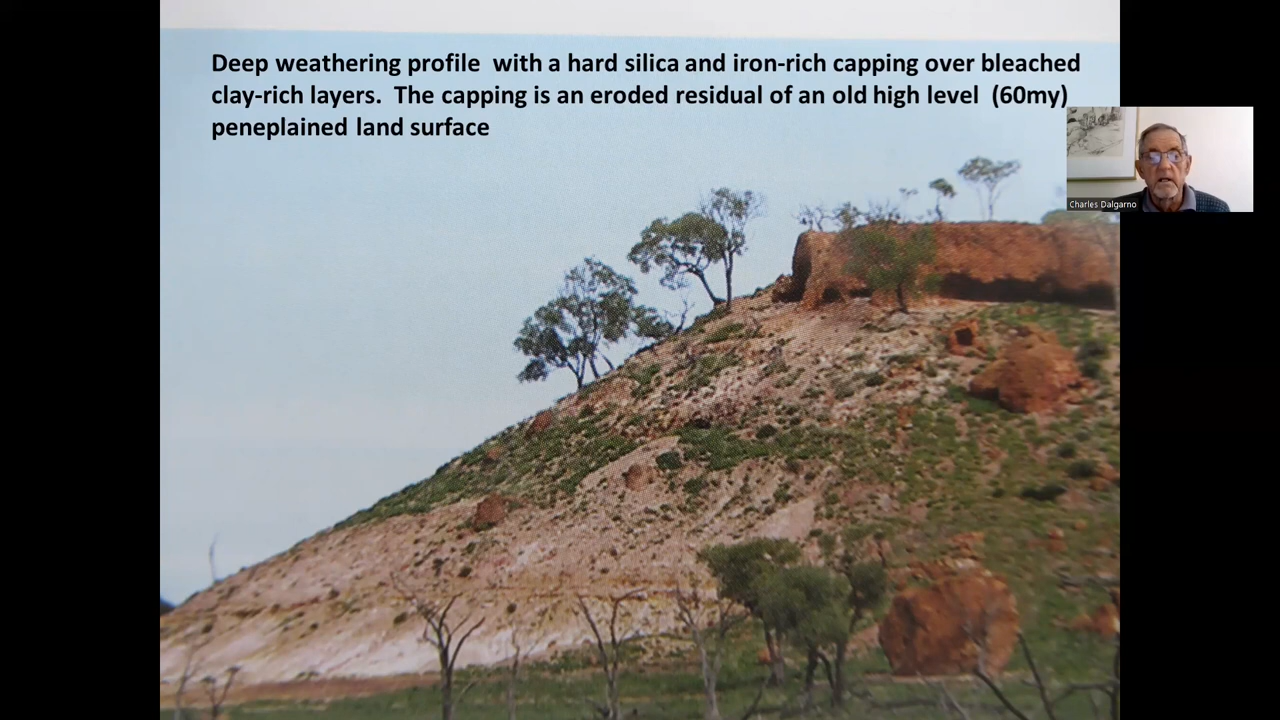 Deep weathering profile  with a hard silica and iron-rich capping over bleached
clay-rich layers.  The capping is an eroded residual of an old high level  (60my)
peneplained land surface
Charles Dalgarno